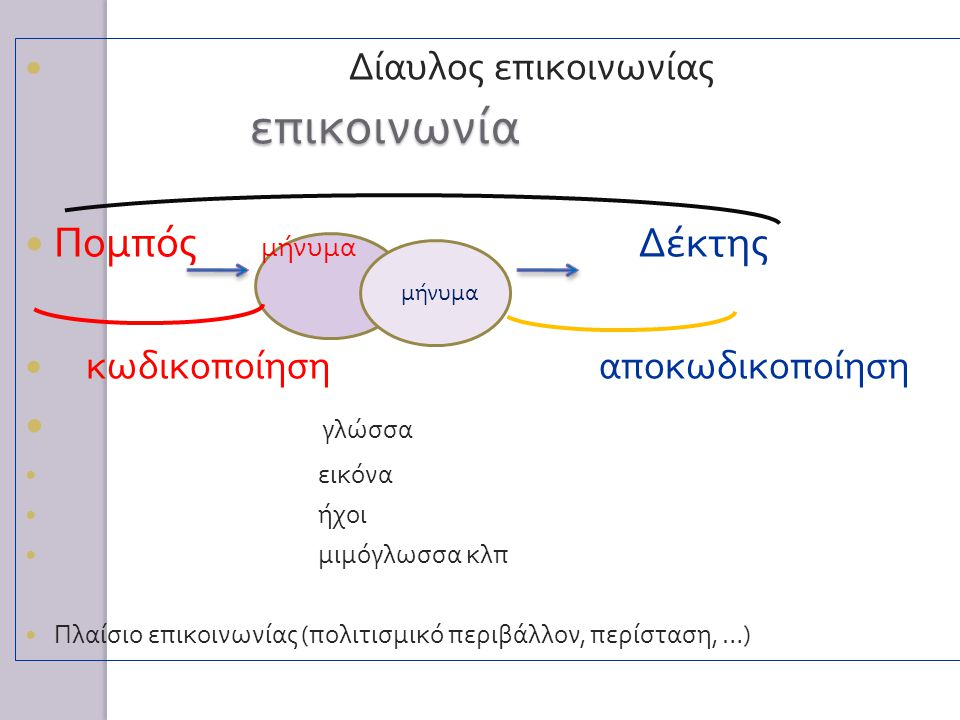 Δίαυλος επικοινωνίας
επικοινωνία
Πομπός μήνυμα Δέκτης
μήνυμα
κωδικοποίηση αποκωδικοποίηση
γλώσσα
εικόνα
ήχοι
μιμόγλωσσα κλπ
Πλαίσιο επικοινωνίας (πολιτισμικό περιβάλλον, περίσταση, …)